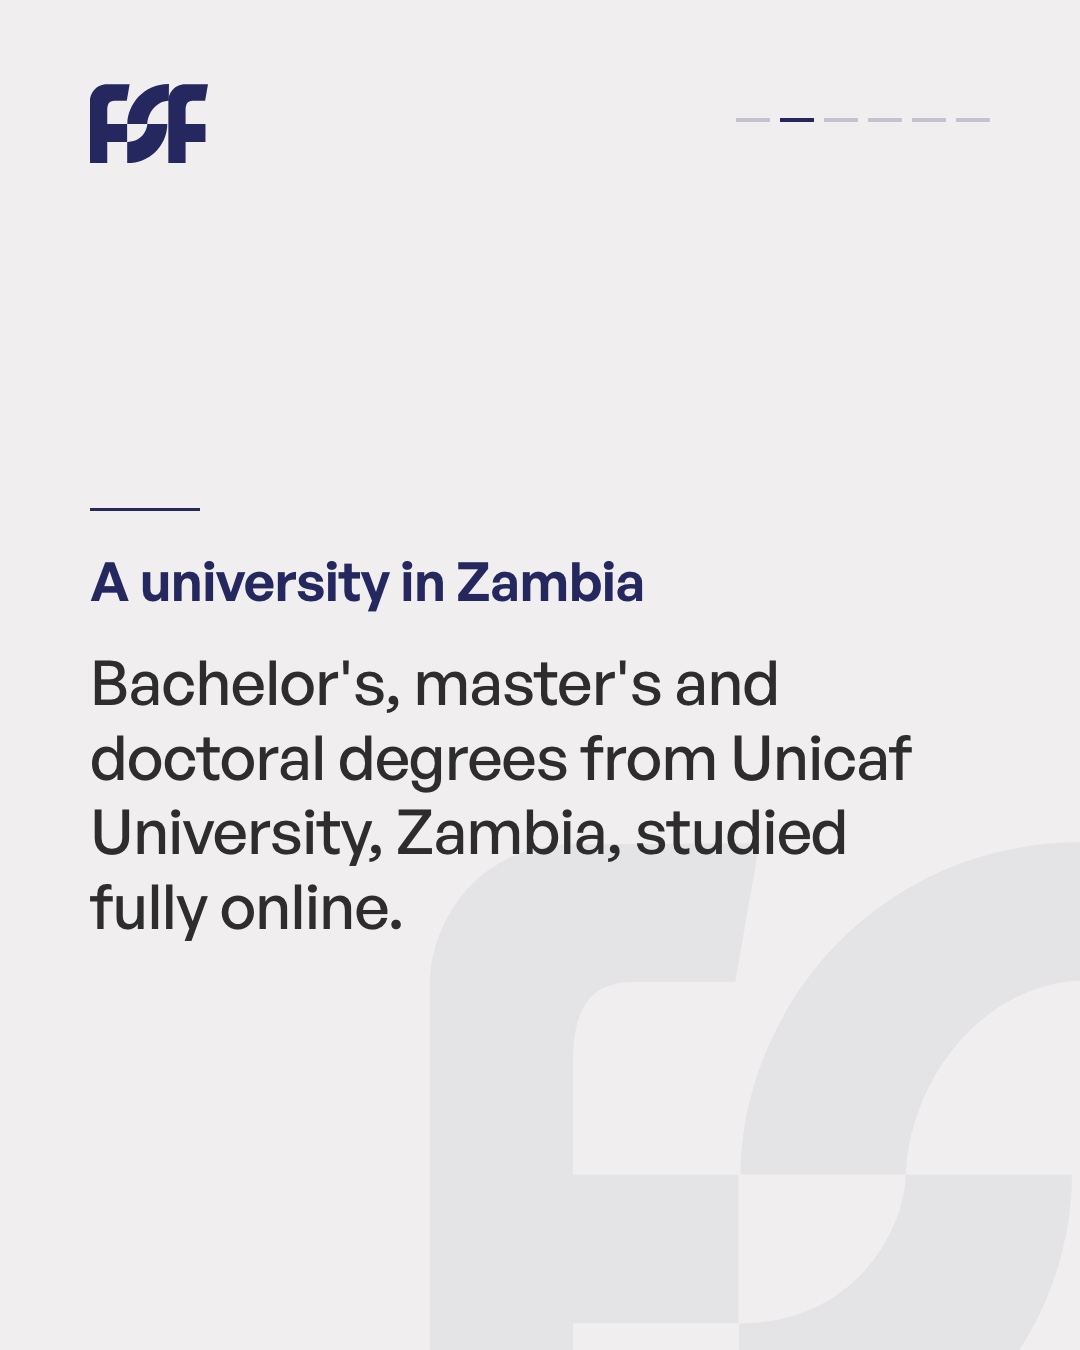 FSF
A university in Zambia
Bachelor's, master's and
doctoral degrees from Unicaf
University, Zambia, studied
fully online.